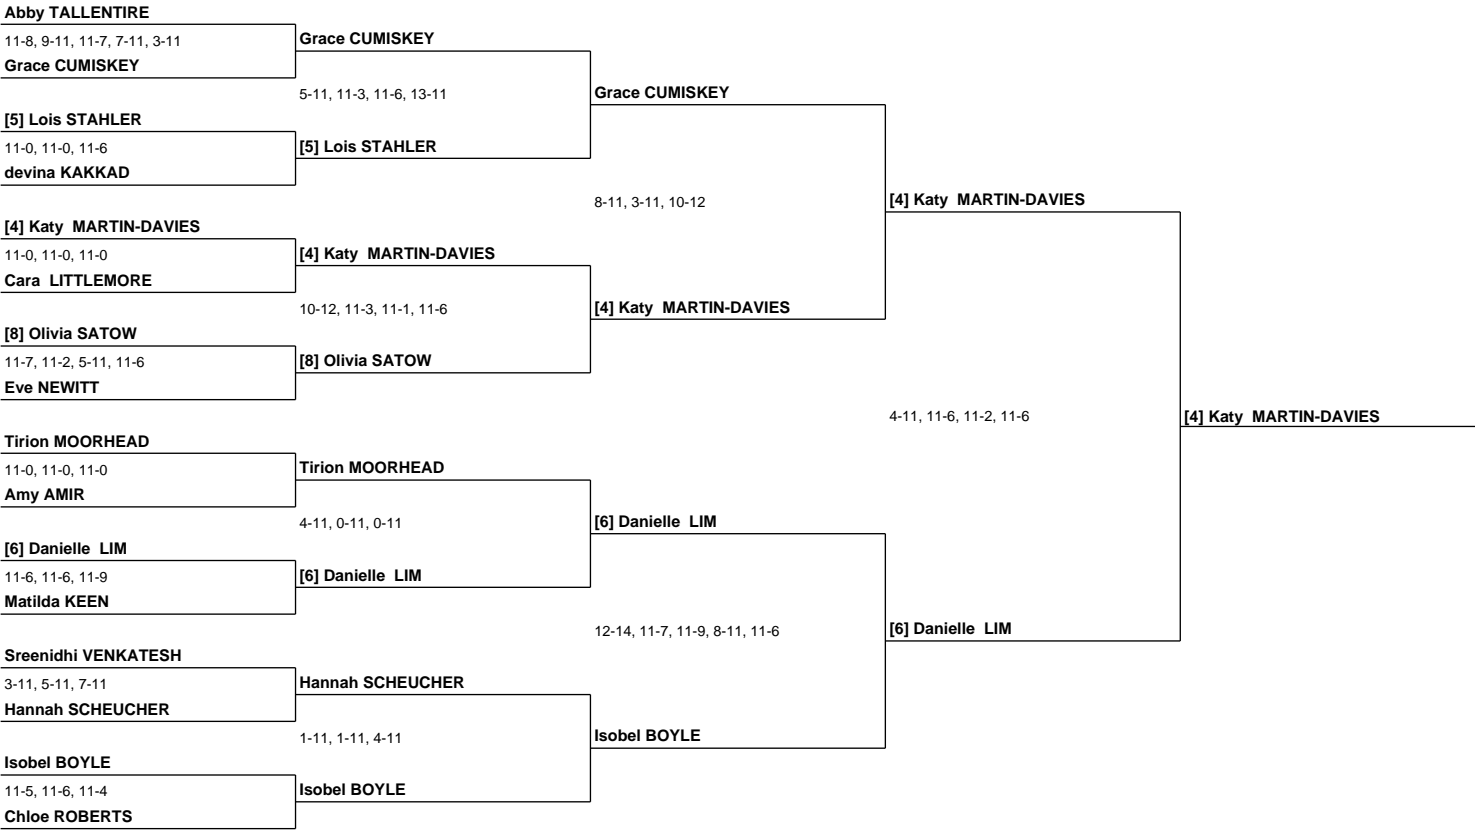 Abby TALLENTIRE
11-8, 9-11, 11-7, 7-11, 3-11
Grace CUMISKEY
[5] Lois STAHLER
11-0, 11-0, 11-6
devina KAKKAD
[4] Katy  MARTIN-DAVIES
11-0, 11-0, 11-0
Cara  LITTLEMORE
[8] Olivia SATOW
11-7, 11-2, 5-11, 11-6
Eve NEWITT
Tirion MOORHEAD
11-0, 11-0, 11-0
Amy AMIR
[6] Danielle  LIM
11-6, 11-6, 11-9
Matilda KEEN
Sreenidhi VENKATESH
3-11, 5-11, 7-11
Hannah SCHEUCHER
Isobel BOYLE
11-5, 11-6, 11-4
Chloe ROBERTS
Grace CUMISKEY
5-11, 11-3, 11-6, 13-11
[5] Lois STAHLER
[4] Katy  MARTIN-DAVIES
10-12, 11-3, 11-1, 11-6
[8] Olivia SATOW
Tirion MOORHEAD
4-11, 0-11, 0-11
[6] Danielle  LIM
Hannah SCHEUCHER
1-11, 1-11, 4-11
Isobel BOYLE
Grace CUMISKEY
8-11, 3-11, 10-12
[4] Katy  MARTIN-DAVIES
[6] Danielle  LIM
12-14, 11-7, 11-9, 8-11, 11-6
Isobel BOYLE
[4] Katy  MARTIN-DAVIES
4-11, 11-6, 11-2, 11-6
[6] Danielle  LIM
[4] Katy  MARTIN-DAVIES